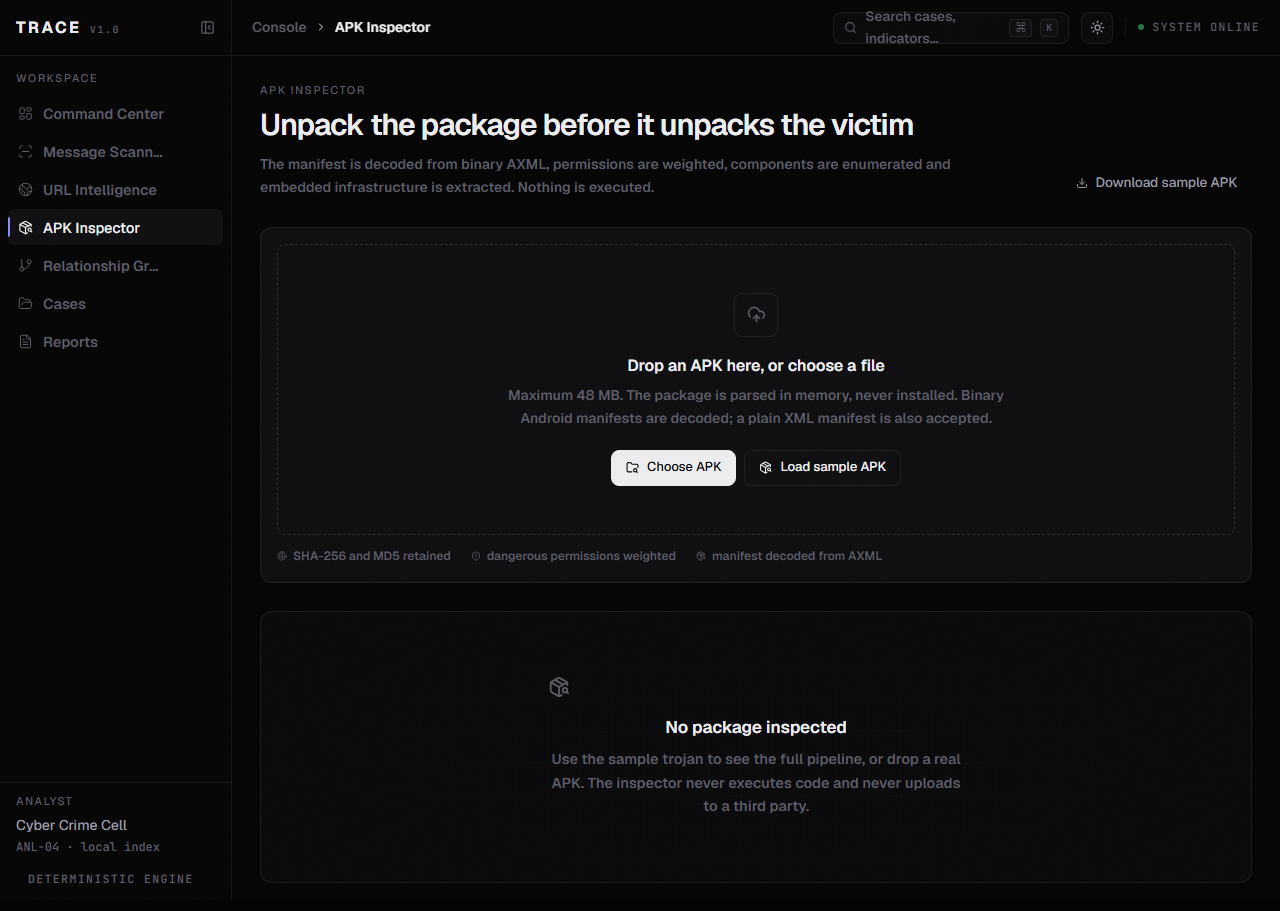 TRACE V1.0
Console > APK Inspector
Search cases, indicators…
⌘ K
SYSTEM ONLINE
WORKSPACE
Command Center
Message Scann…
URL Intelligence
APK Inspector
Relationship Gr…
Cases
Reports
ANALYST
Cyber Crime Cell
ANL-04 · local index
DETERMINISTIC ENGINE
APK INSPECTOR
Unpack the package before it unpacks the victim
The manifest is decoded from binary AXML, permissions are weighted, components are enumerated and
embedded infrastructure is extracted. Nothing is executed.
Download sample APK
Drop an APK here, or choose a file
Maximum 48 MB. The package is parsed in memory, never installed. Binary
Android manifests are decoded; a plain XML manifest is also accepted.
Choose APK
Load sample APK
SHA-256 and MD5 retained
dangerous permissions weighted
manifest decoded from AXML
No package inspected
Use the sample trojan to see the full pipeline, or drop a real
APK. The inspector never executes code and never uploads
to a third party.